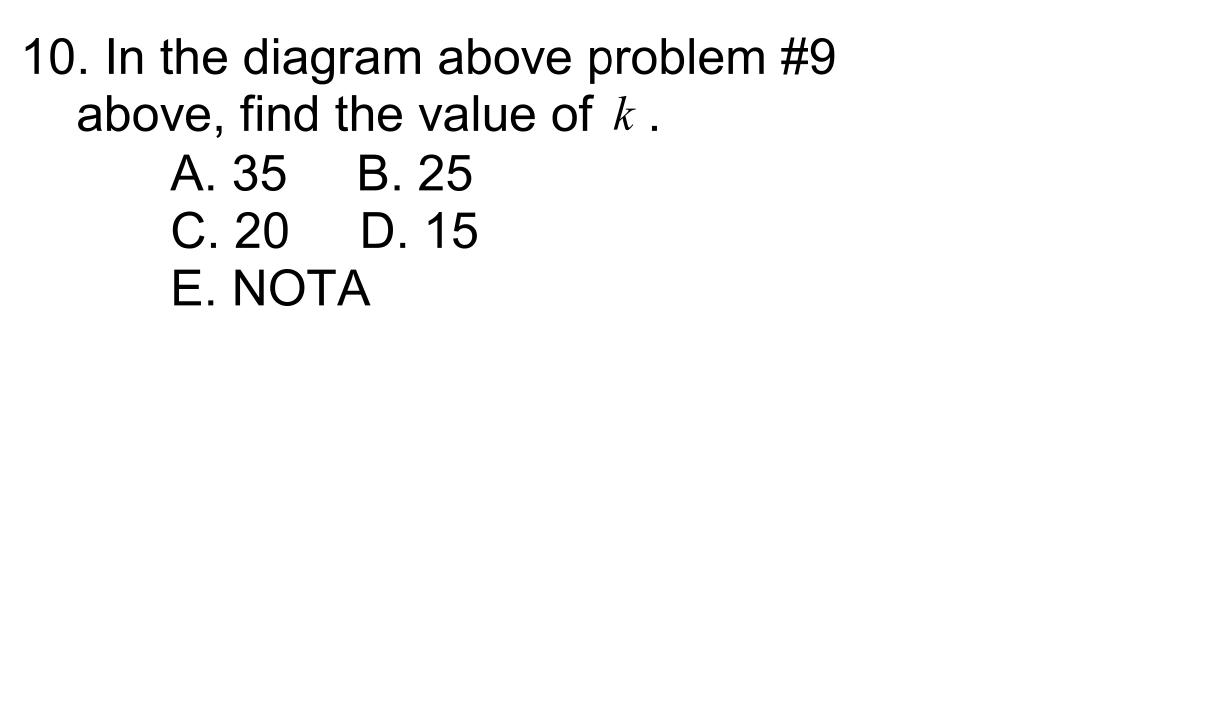 10. In the diagram above problem #9
above, find the value of k .
A. 35 B. 25
C. 20 D. 15
E. NOTA